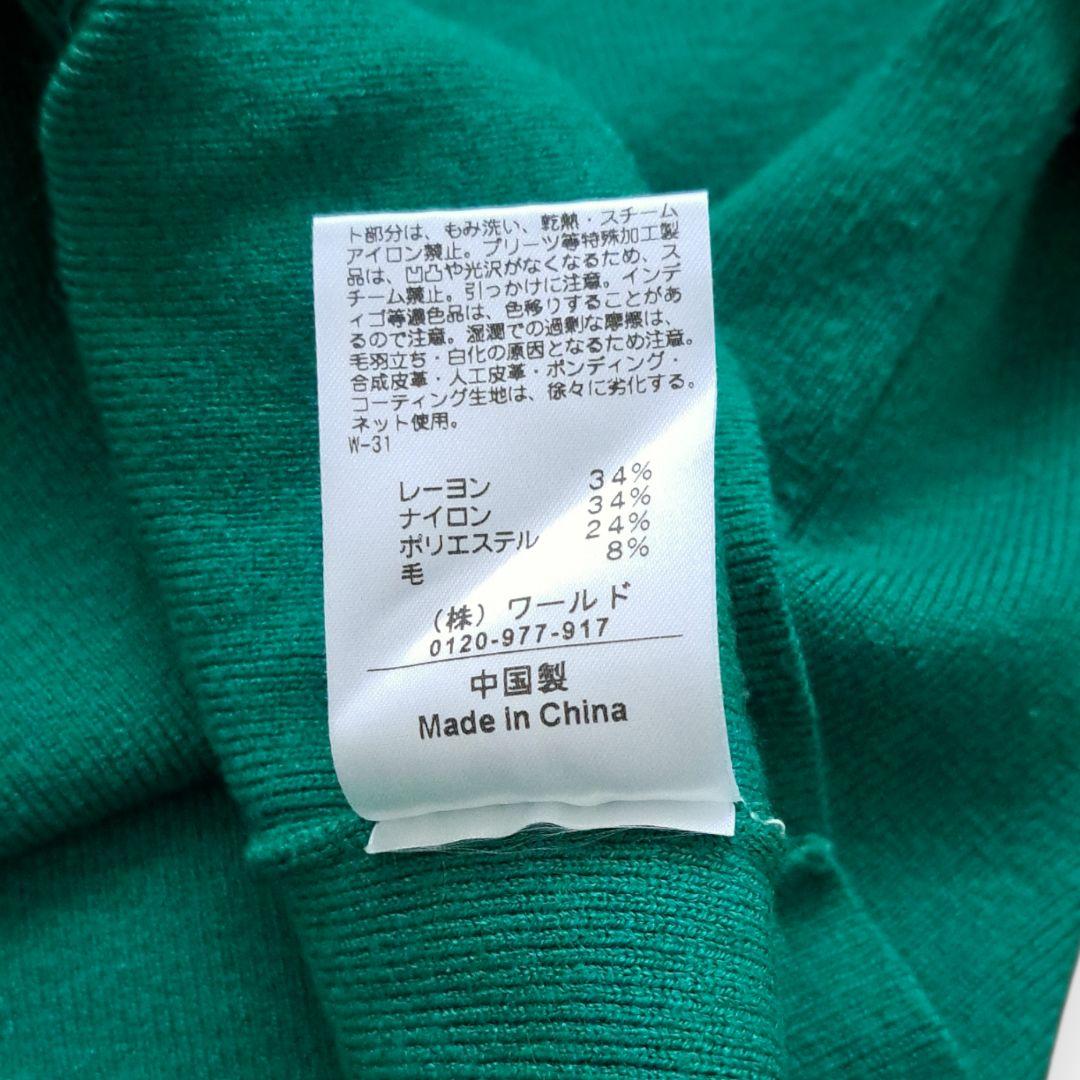 ト部分は、もみ洗い、乾熱・スチーム
アイロン禁止。プリーツ等特殊加工製
品は、凹凸や光沢がなくなるため、ス
チーム禁止。引っかけに注意。インデ
ィゴ等濃色品は、色移りすることがあ
るので注意。湿潤での過剰な摩擦は、
毛羽立ち・白化の原因となるため注意。
合成皮革・人工皮革・ボンディング・
コーティング生地は、徐々に劣化する。
ネット使用。
W-31
レーヨン 34%
ナイロン 34%
ポリエステル 24%
毛 8%
(株) ワールド
0120-977-917
中国製
Made in China